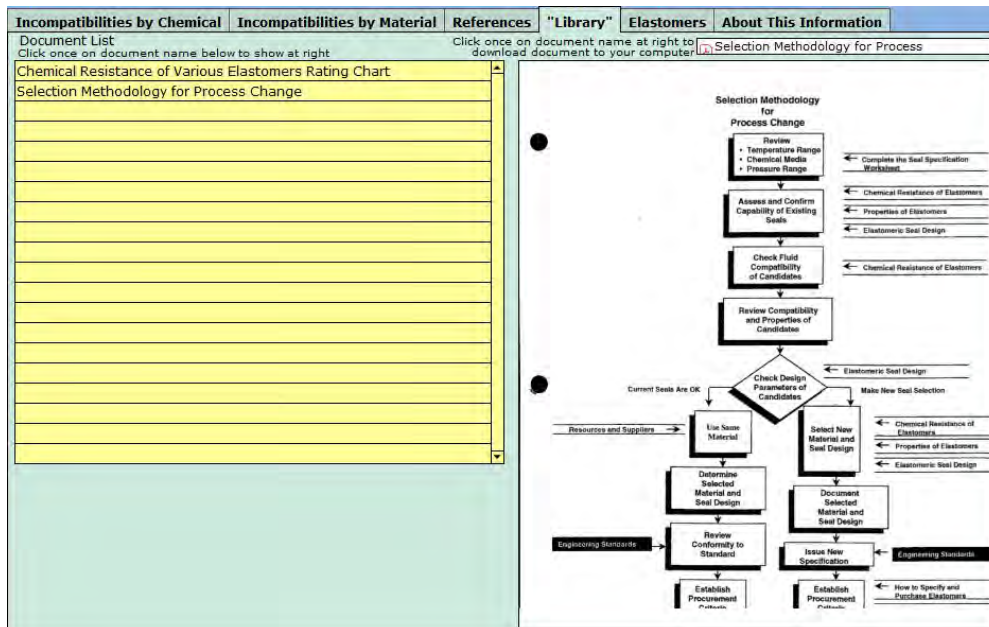 Incompatibilities by Chemical
Incompatibilities by Material
References
"Library"
Elastomers
About This Information
Document List
Click once on document name below to show at right
Click once on document name at right to
download document to your computer
Selection Methodology for Process
Chemical Resistance of Various Elastomers Rating Chart
Selection Methodology for Process Change
Selection Methodology
for
Process Change
Review
• Temperature Range
• Chemical Media
• Pressure Range
Complete the Seal Specification
Worksheet
Assess and Confirm
Capability of Existing
Seals
Chemical Resistance of Elastomers
Properties of Elastomers
Elastomeric Seal Design
Check Fluid
Compatibility
of Candidates
Chemical Resistance of Elastomers
Review Compatibility
and Properties of
Candidates
Check Design
Parameters of
Candidates
Elastomeric Seal Design
Current Seals Are OK
Make New Seal Selection
Resources and Suppliers
Use Same
Material
Select New
Material and
Seal Design
Chemical Resistance of
Elastomers
Properties of Elastomers
Elastomeric Seal Design
Determine
Selected
Material and
Seal Design
Document
Selected
Material and
Seal Design
Engineering Standards
Review
Conformity to
Standard
Issue New
Specification
Engineering Standards
Establish
Procurement
Criteria
Establish
Procurement
Criteria
How to Specify and
Purchase Elastomers